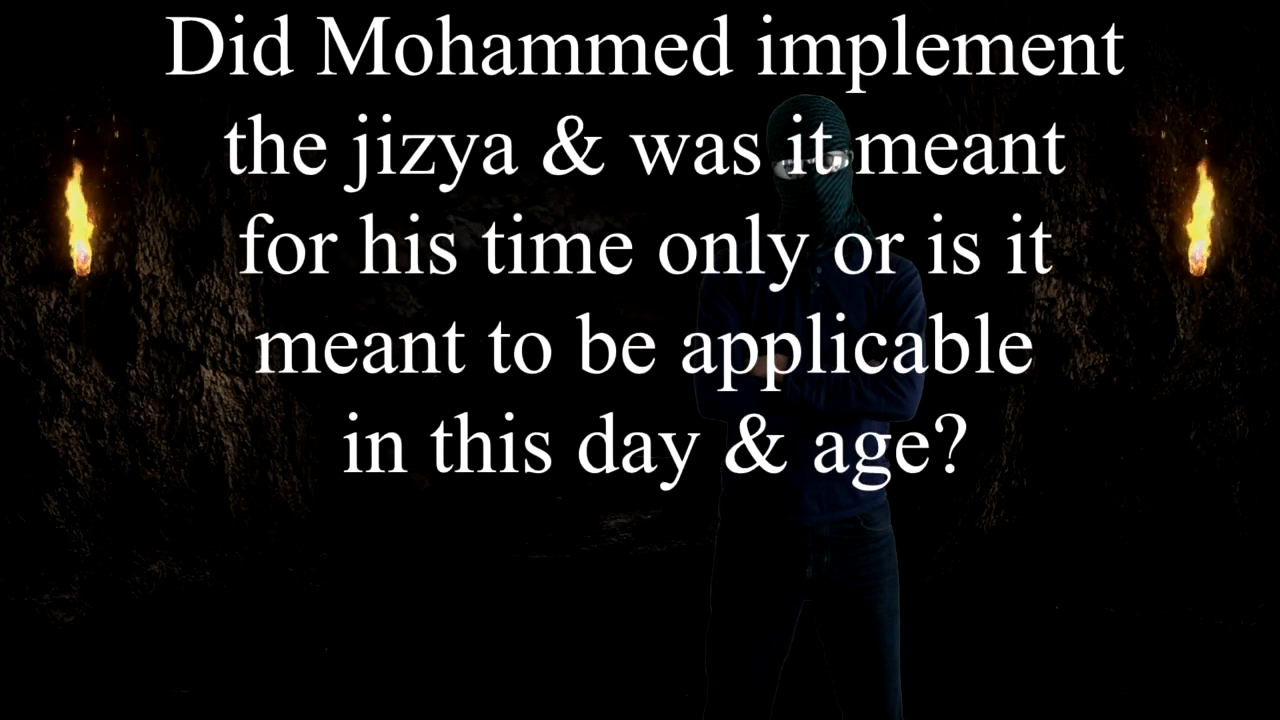 Did Mohammed implement
the jizya & was it meant
for his time only or is it
meant to be applicable
in this day & age?